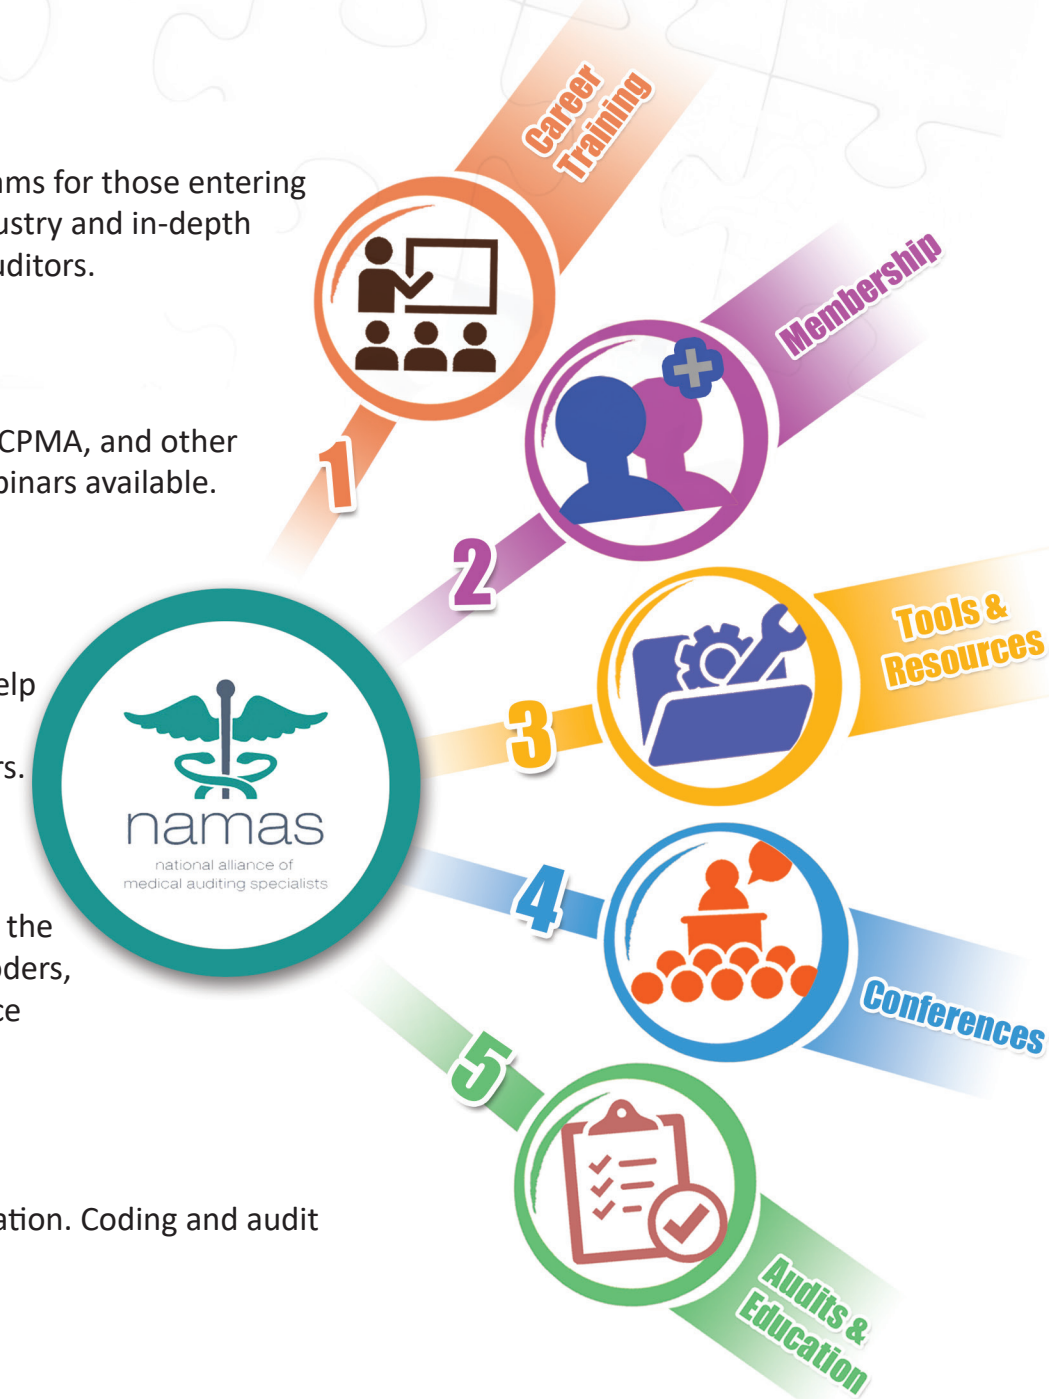 Career
Training
ams for those entering
ustry and in-depth
uditors.
1
Membership
CPMA, and other
binars available.
2
Tools &
Resources
elp
rs.
3
namas
national alliance of
medical auditing specialists
4
Conferences
the
oders,
ce
5
ation. Coding and audit
Audits &
Education